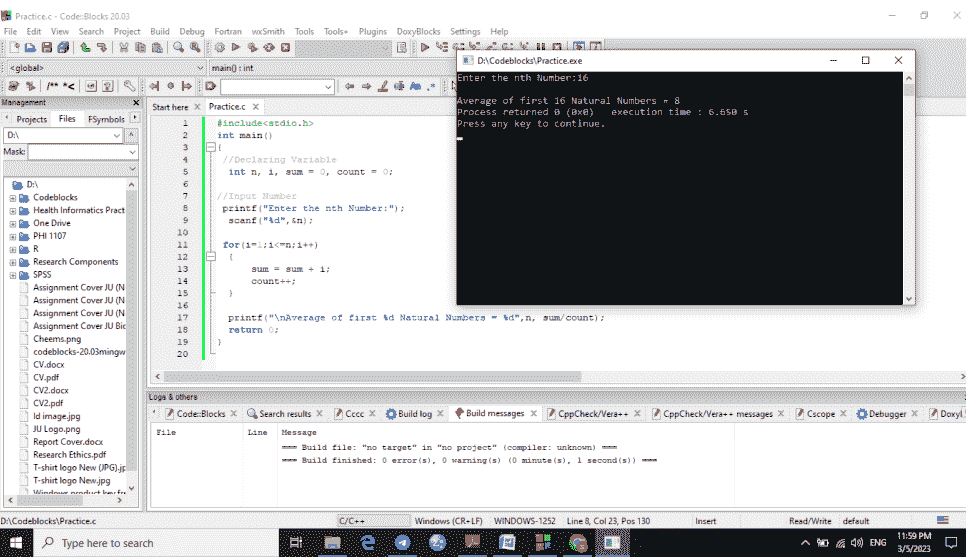 Practice.c - Code::Blocks 20.03
File Edit View Search Project Build Debug Fortran wxSmith Tools Tools+ Plugins DoxyBlocks Settings Help
<global>
main() : int
/** *<
Management
Projects Files FSymbols
D:\
Mask:
D:\
Codeblocks
Health Informatics Pract
One Drive
PHI 1107
R
Research Components
SPSS
Assignment Cover JU (N
Assignment Cover JU (N
Assignment Cover JU (N
Assignment Cover JU Bic
Cheems.png
codeblocks-20.03mingw
CV.docx
CV.pdf
CV2.docx
CV2.pdf
Id image.jpg
JU Logo.png
Report Cover.docx
Research Ethics.pdf
T-shirt logo New (JPG).jp
T-shirt logo New.jpg
Windows product key fr
Start here Practice.c
1 #include<stdio.h>
2 int main()
3 {
4 //Declaring Variable
5 int n, i, sum = 0, count = 0;
6
7 //Input Number
8 printf("Enter the nth Number:");
9 scanf("%d",&n);
10
11 for(i=1;i<=n;i++)
12 {
13 sum = sum + i;
14 count++;
15 }
16
17 printf("\nAverage of first %d Natural Numbers = %d",n, sum/count);
18 return 0;
19 }
20
D:\Codeblocks\Practice.exe
Enter the nth Number:16
Average of first 16 Natural Numbers = 8
Process returned 0 (0x0) execution time : 6.650 s
Press any key to continue.
Logs & others
Code::Blocks Search results Cccc Build log Build messages CppCheck/Vera++ CppCheck/Vera++ messages Cscope Debugger Doxyl
File Line Message
=== Build file: "no target" in "no project" (compiler: unknown) ===
=== Build finished: 0 error(s), 0 warning(s) (0 minute(s), 1 second(s)) ===
D:\Codeblocks\Practice.c C/C++ Windows (CR+LF) WINDOWS-1252 Line 8, Col 23, Pos 130 Insert Read/Write default
Type here to search
ENG
11:59 PM
3/5/2023